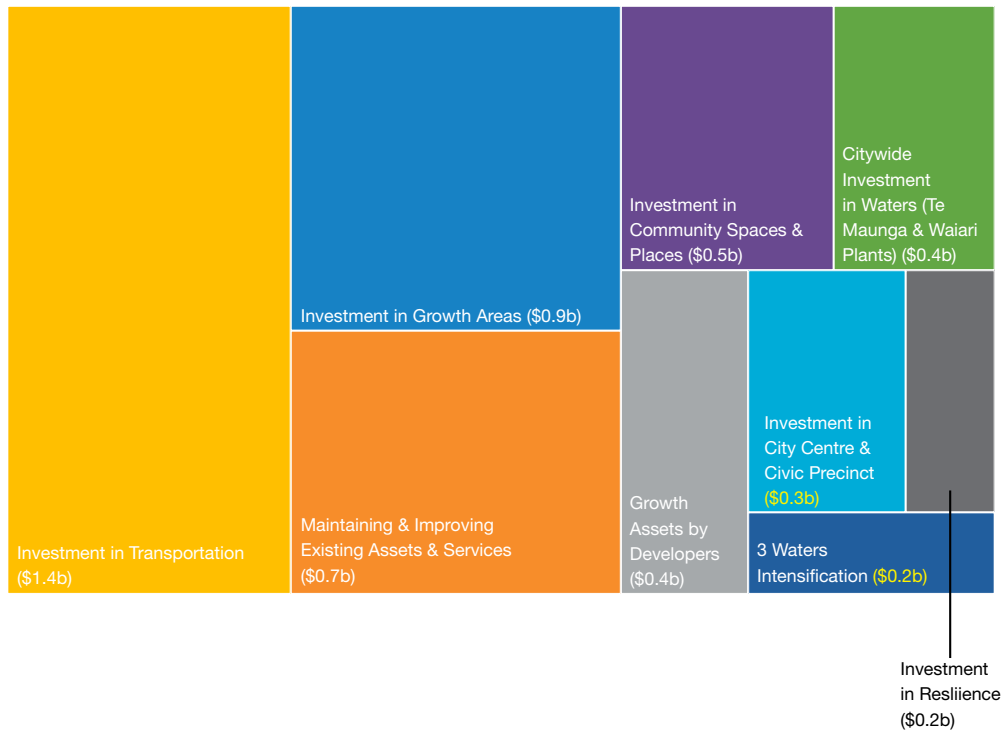 Investment in Transportation
($1.4b)
Investment in Growth Areas ($0.9b)
Maintaining & Improving
Existing Assets & Services
($0.7b)
Investment in
Community Spaces &
Places ($0.5b)
Citywide
Investment
in Waters (Te
Maunga & Waiari
Plants) ($0.4b)
Growth
Assets by
Developers
($0.4b)
Investment in
City Centre &
Civic Precinct
($0.3b)
3 Waters
Intensification ($0.2b)
Investment
in Resliience
($0.2b)